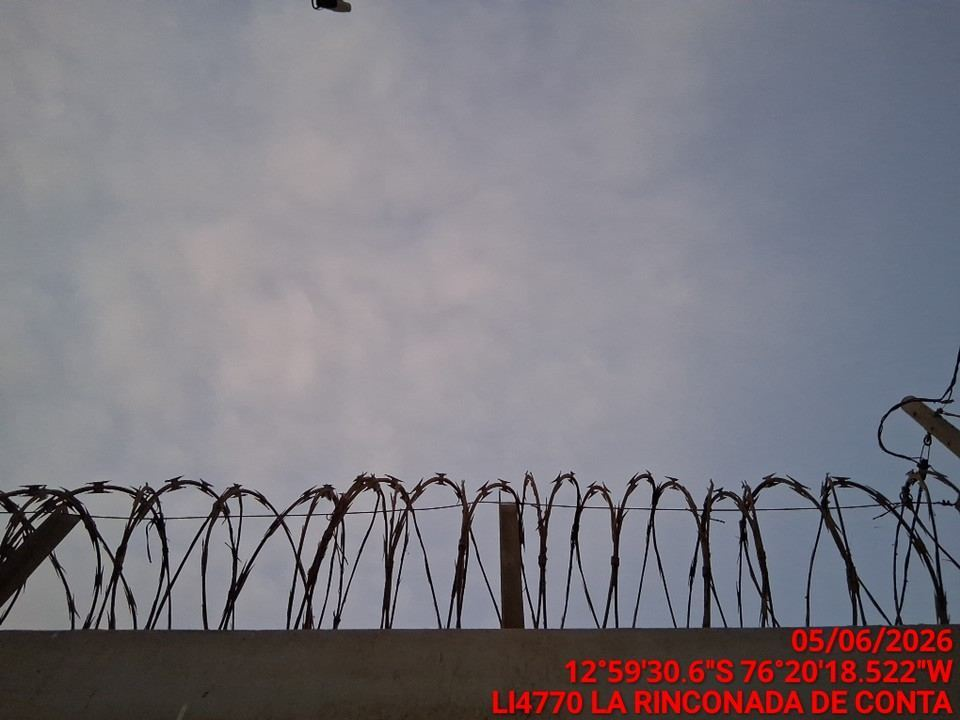 05/06/2026
12°59'30.6"S 76°20'18.522"W
LI4770 LA RINCONADA DE CONTA